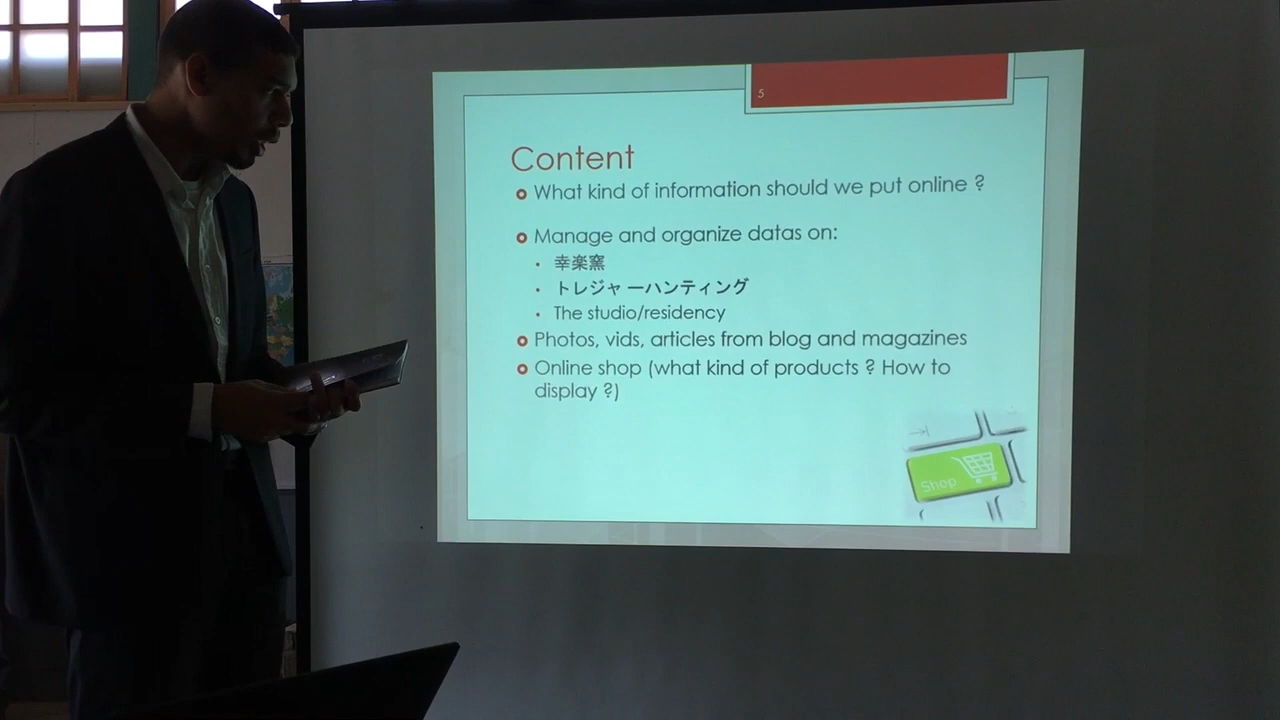 5
Content
What kind of information should we put online ?
Manage and organize datas on:
幸楽窯
トレジャーハンティング
The studio/residency
Photos, vids, articles from blog and magazines
Online shop (what kind of products ? How to
display ?)
Shop